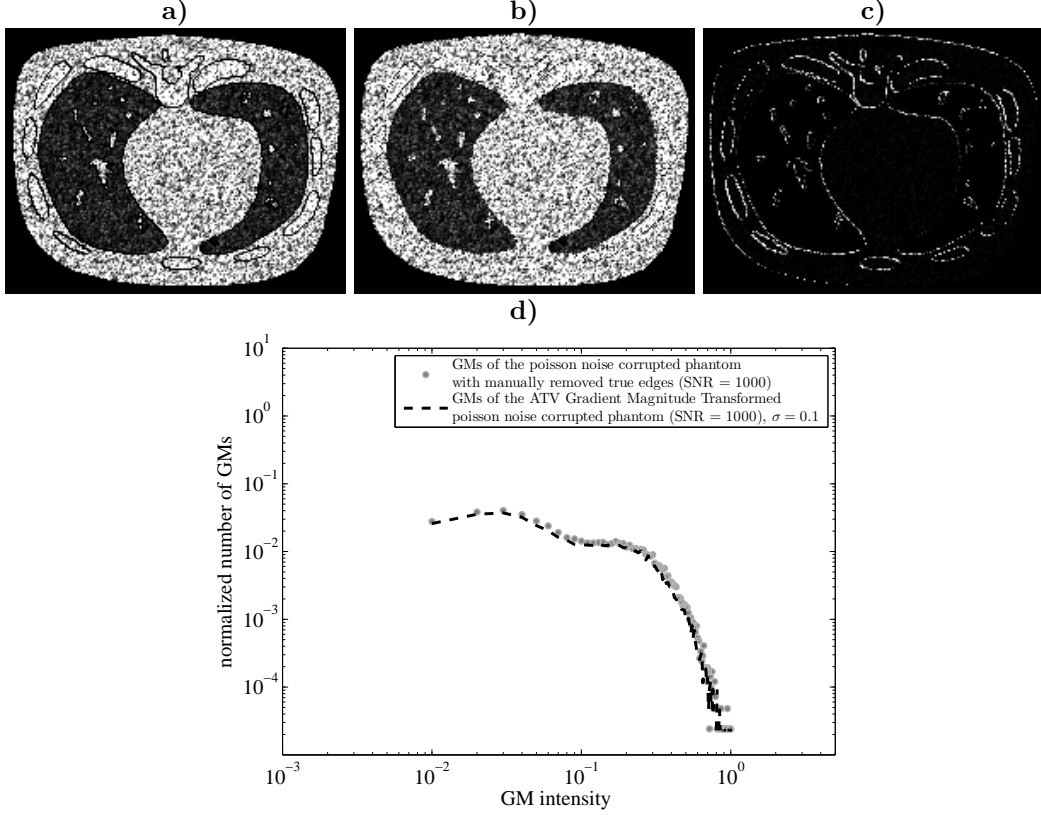 a)
b)
c)
d)
10^1
10^0
10^-1
10^-2
10^-3
10^-4
normalized number of GMs
GMs of the poisson noise corrupted phantom
with manually removed true edges (SNR = 1000)
GMs of the ATV Gradient Magnitude Transformed
poisson noise corrupted phantom (SNR = 1000), σ = 0.1
10^-3
10^-2
10^-1
10^0
GM intensity